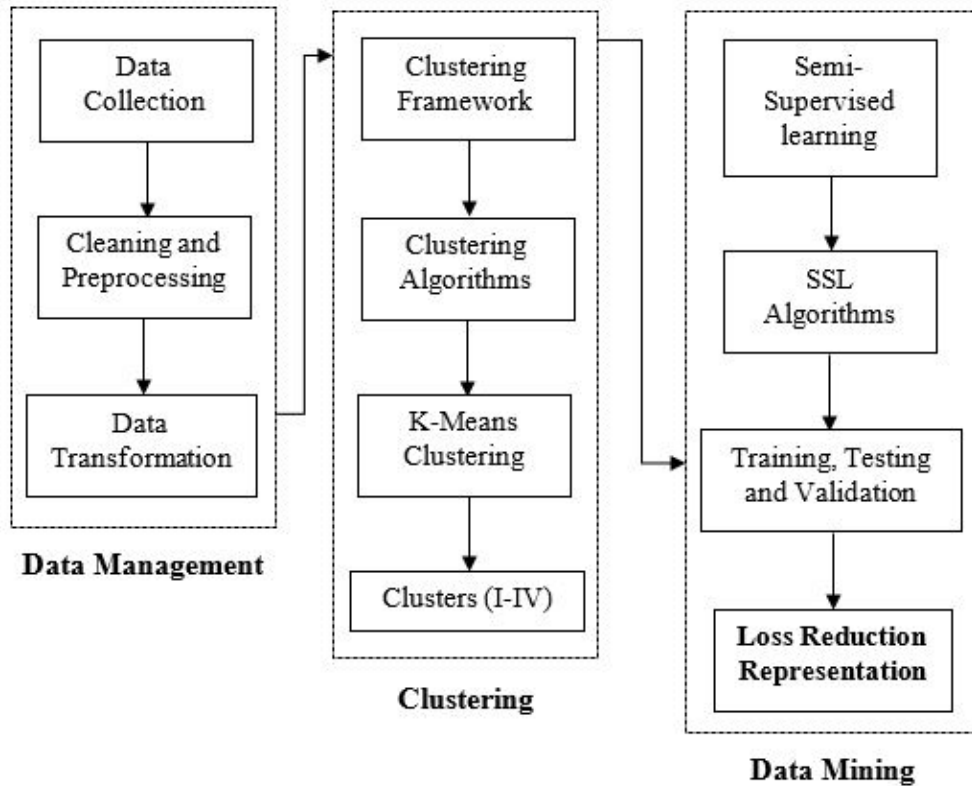 Data
Collection
Cleaning and
Preprocessing
Data
Transformation
Data Management
Clustering
Framework
Clustering
Algorithms
K-Means
Clustering
Clusters (I-IV)
Clustering
Semi-
Supervised
learning
SSL
Algorithms
Training, Testing
and Validation
Loss Reduction
Representation
Data Mining